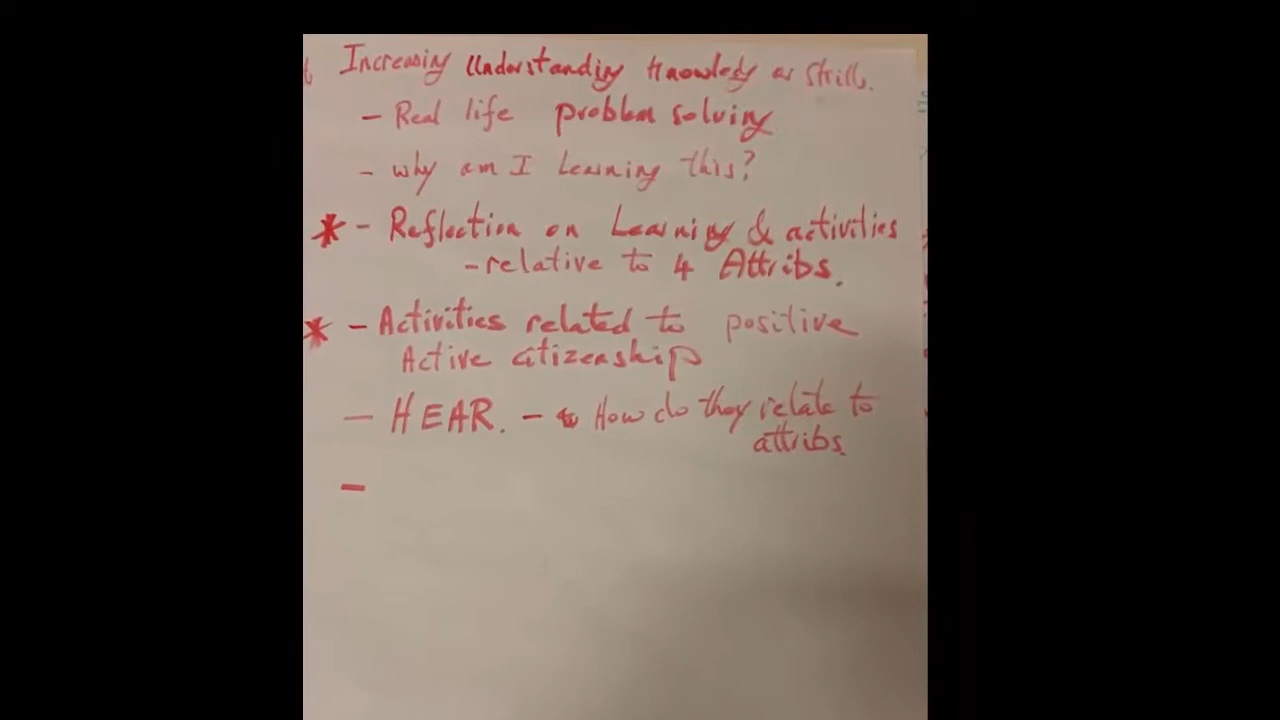 Increasing Understanding Knowledge as Skills.
- Real life problem solving
- why am I Learning this?
* - Reflection on Learning & activities
- relative to 4 Attribs.
* - Activities related to positive
Active citizenship
- HEAR. - How do they relate to
attribs.
-